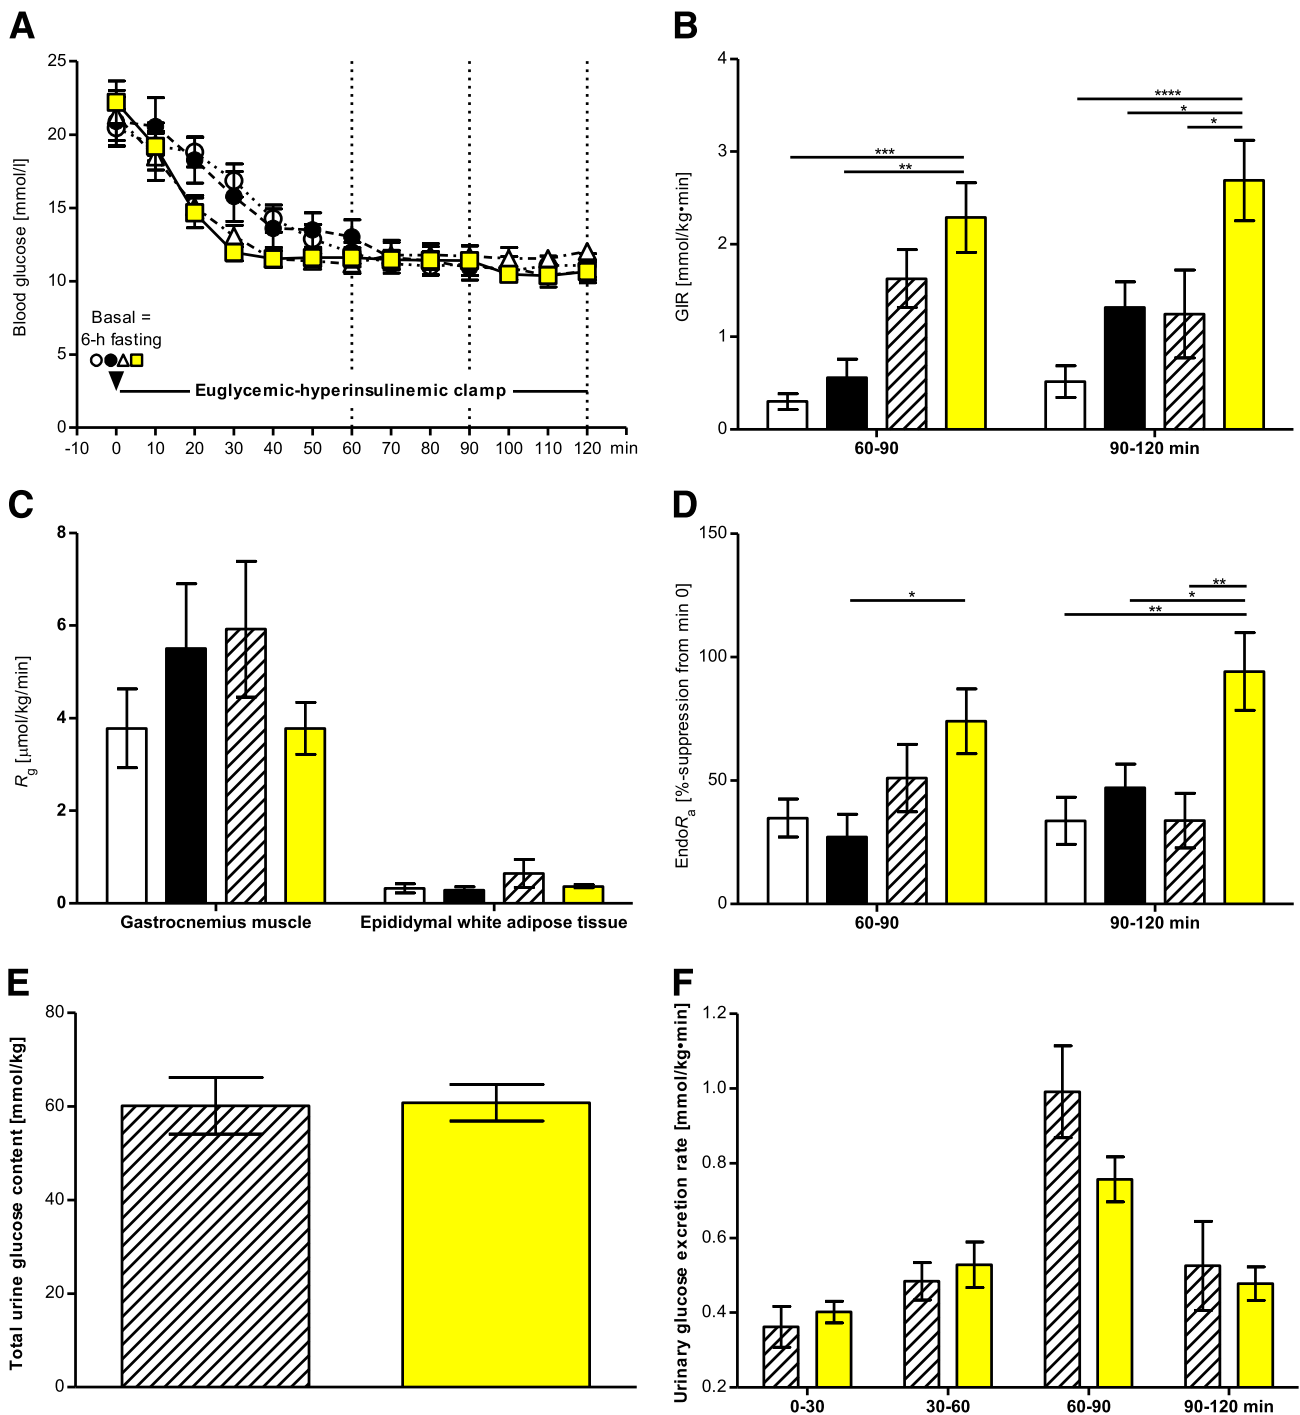 A
25
20
15
10
5
0
Blood glucose [mmol/l]
Basal =
6-h fasting
Euglycemic-hyperinsulinemic clamp
-10 0 10 20 30 40 50 60 70 80 90 100 110 120 min
B
4
3
2
1
0
GIR [mmol/kg•min]
*** 
**
****
*
*
60-90 90-120 min
C
8
6
4
2
0
Rg [µmol/kg/min]
Gastrocnemius muscle Epididymal white adipose tissue
D
150
100
50
0
EndoRa [%-suppression from min 0]
*
**
*
**
60-90 90-120 min
E
80
60
40
20
0
Total urine glucose content [mmol/kg]
F
1.2
1.0
0.8
0.6
0.4
0.2
Urinary glucose excretion rate [mmol/kg•min]
0-30 30-60 60-90 90-120 min